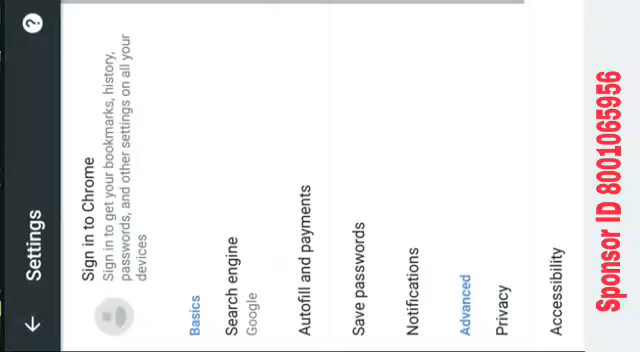 Settings
Sign in to Chrome
Sign in to get your bookmarks, history,
passwords, and other settings on all your
devices
Basics
Search engine
Google
Autofill and payments
Save passwords
Notifications
Advanced
Privacy
Accessibility
Sponsor ID 8001065956